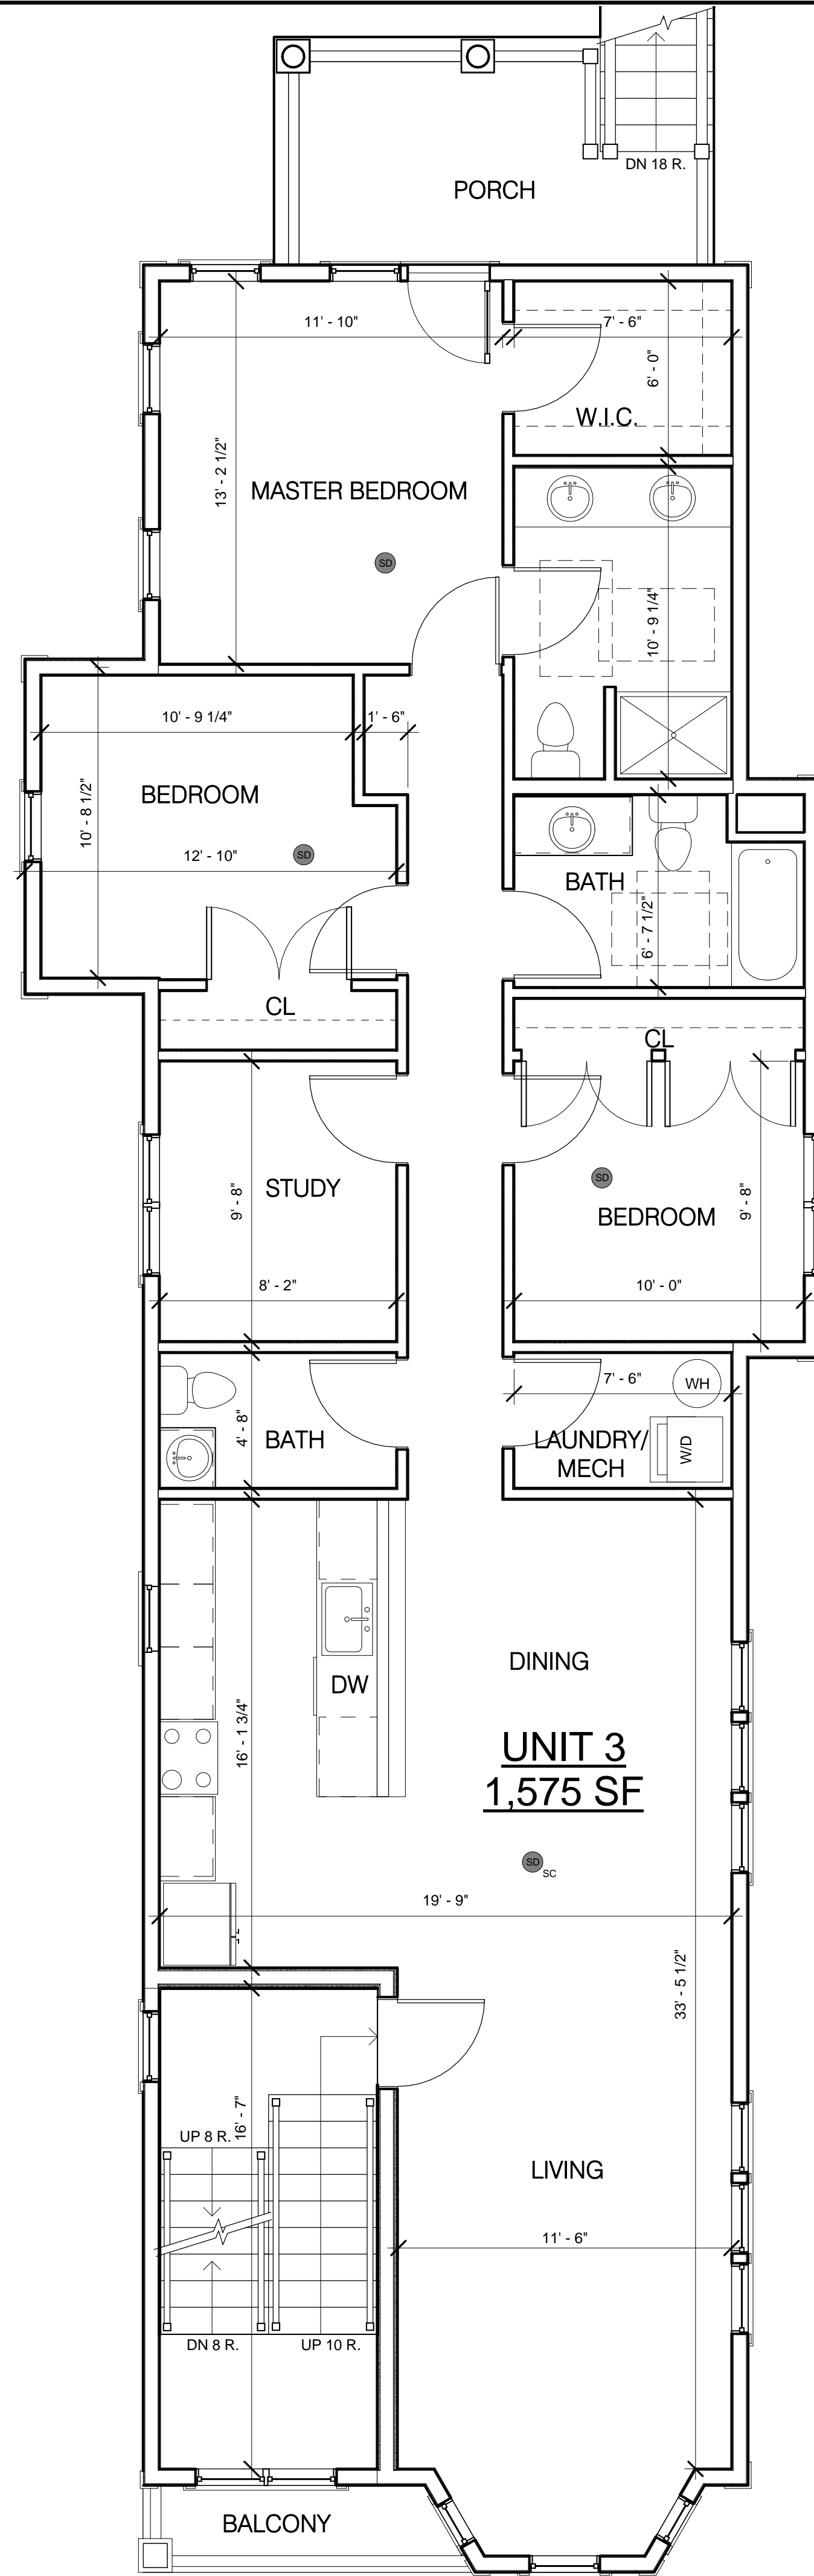 DN 18 R.
PORCH
11' - 10"
7' - 6"
6' - 0"
W.I.C.
13' - 2 1/2"
MASTER BEDROOM
SD
10' - 9 1/4"
10' - 9 1/4"
1' - 6"
BEDROOM
10' - 8 1/2"
12' - 10"
SD
BATH
6' - 7 1/2"
CL
CL
STUDY
9' - 8"
SD
BEDROOM
9' - 8"
8' - 2"
10' - 0"
7' - 6"
WH
4' - 8"
BATH
LAUNDRY/
MECH
W/D
DINING
DW
16' - 1 3/4"
UNIT 3
1,575 SF
SD
SC
19' - 9"
33' - 5 1/2"
16' - 7"
UP 8 R.
LIVING
11' - 6"
DN 8 R.
UP 10 R.
BALCONY